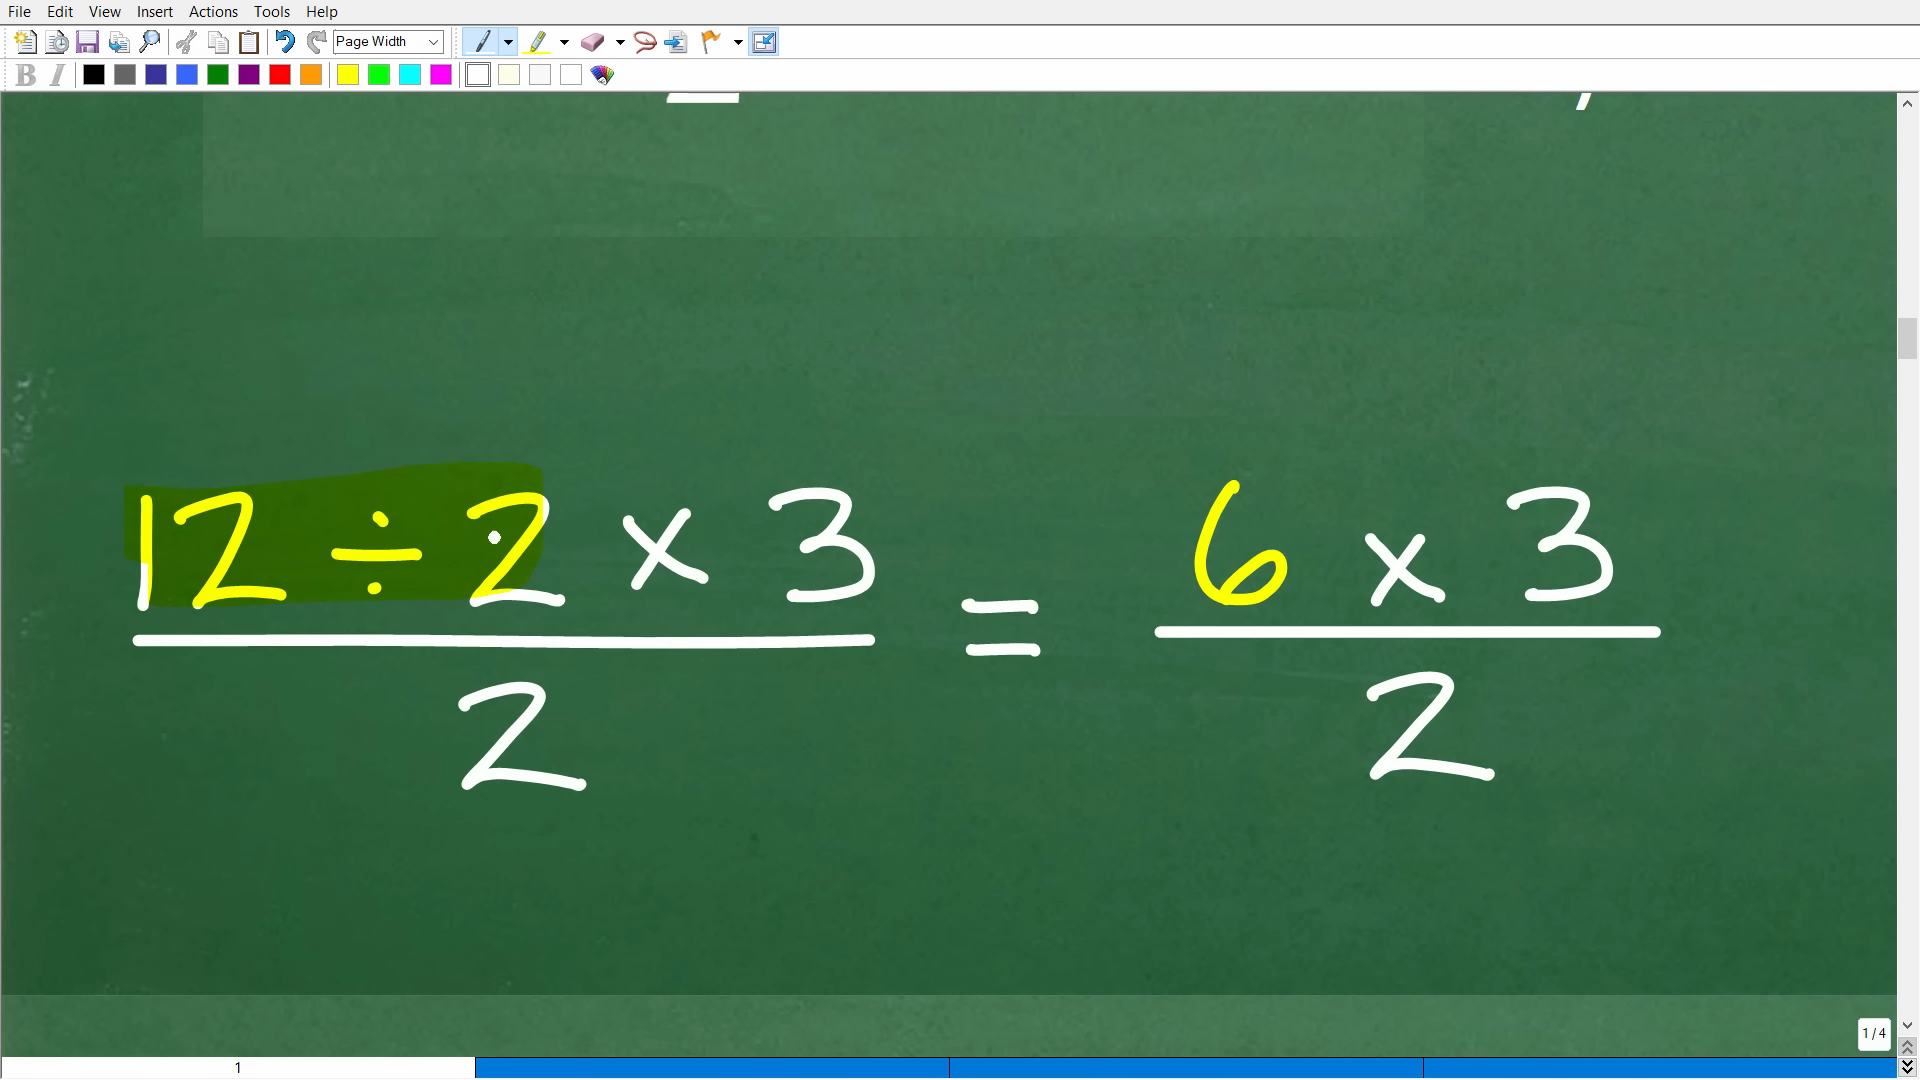 File Edit View Insert Actions Tools Help
Page Width
B I
12 ÷ 2 x 3 = 6 x 3
2 2
1 / 4
1